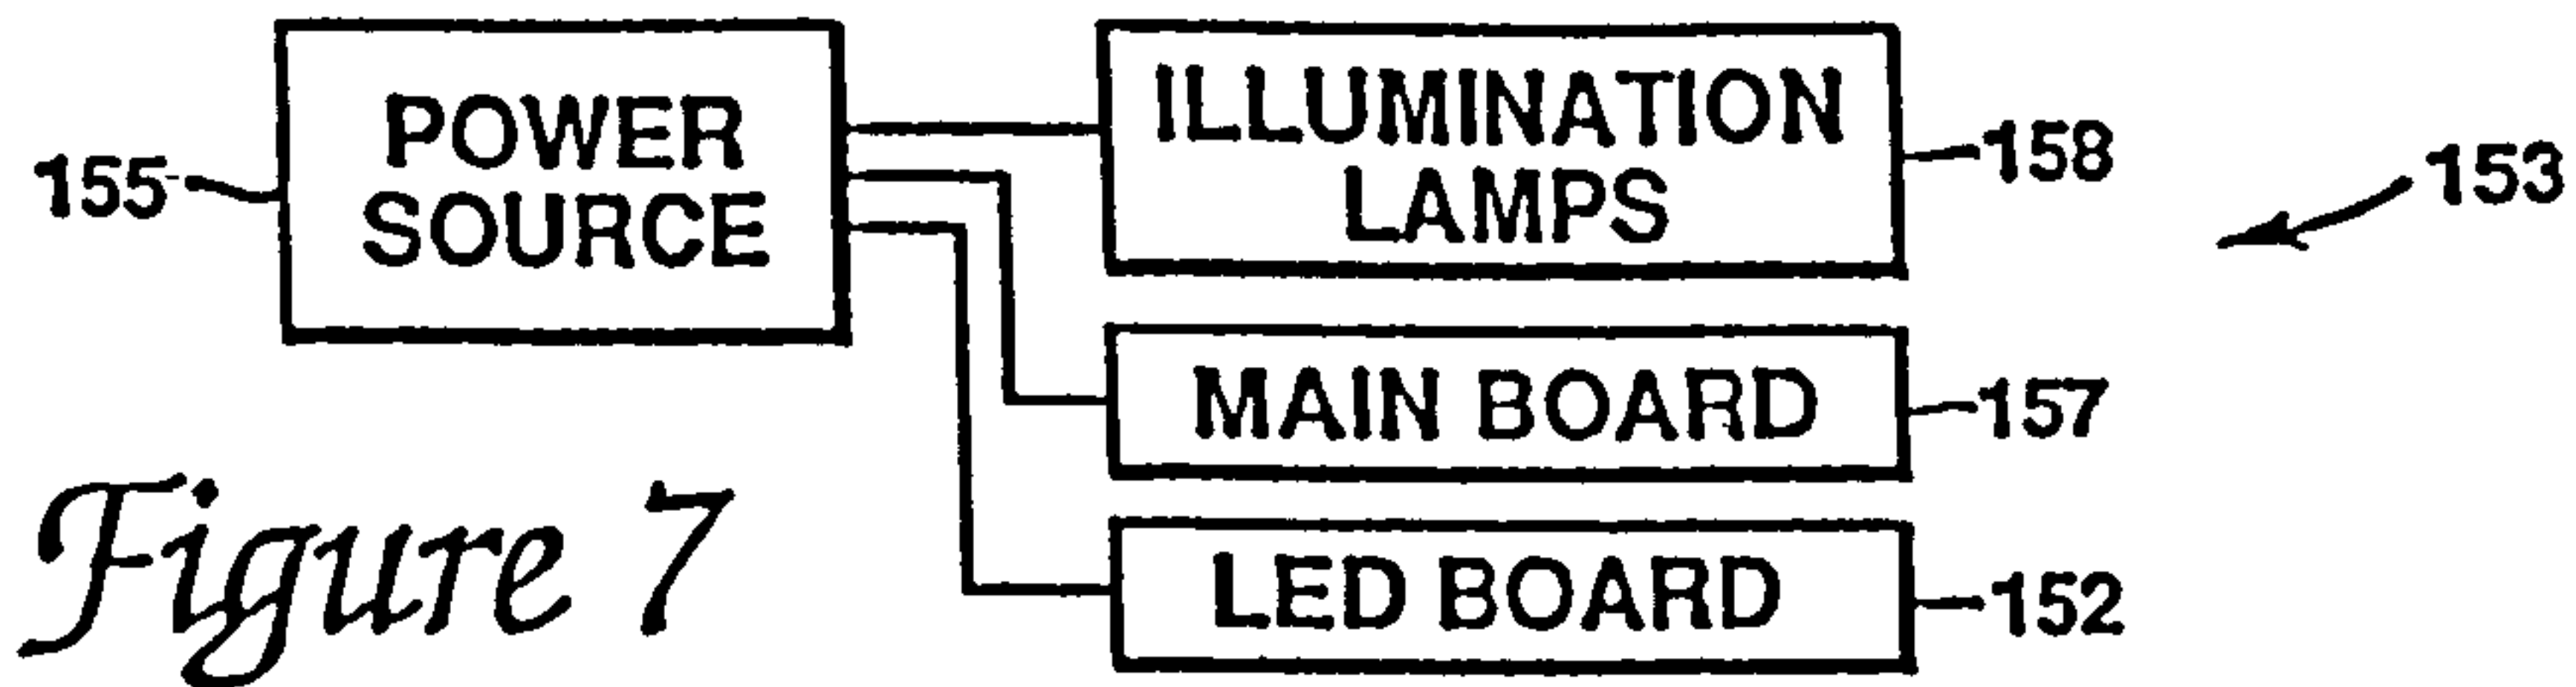 POWER
SOURCE
155
ILLUMINATION
LAMPS
158
153
MAIN BOARD
157
LED BOARD
152
Figure 7